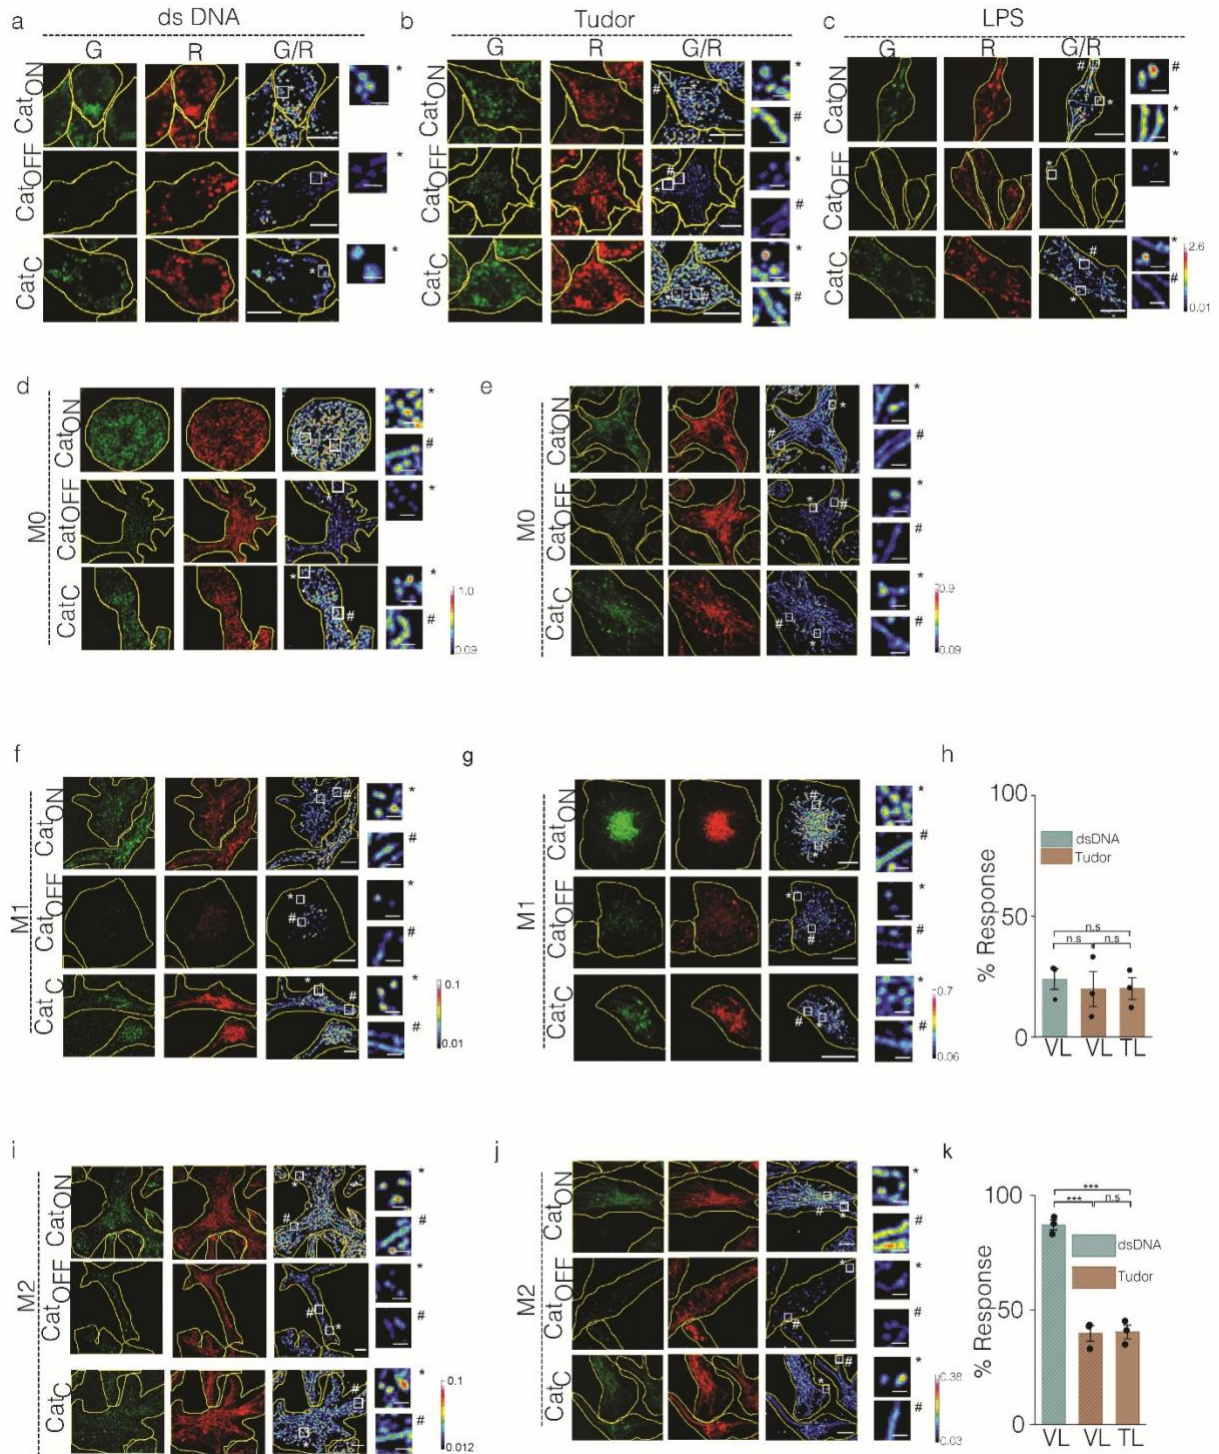 a
ds DNA
G
R
G/R
CatON
*
*
CatOFF
*
*
CatC
*
*
b
Tudor
G
R
G/R
CatON
*
#
*
#
CatOFF
#
*
*
#
CatC
#
*
#
c
LPS
G
R
G/R
CatON
#
*
#
*
CatOFF
*
*
CatC
#
*
*
#
2.6
0.01
d
M0
CatON
#
*
#
CatOFF
*
*
CatC
*
#
*
#
1.0
0.09
e
M0
CatON
*
#
*
#
CatOFF
*
#
*
#
CatC
#
*
*
#
0.9
0.09
f
M1
CatON
*
#
*
#
CatOFF
*
#
*
#
CatC
*
#
*
#
0.1
0.01
g
M1
CatON
#
*
*
#
CatOFF
*
#
*
#
CatC
#
*
*
#
0.7
0.06
h
% Response
100
50
0
dsDNA
Tudor
n.s
n.s
n.s
VL
VL
TL
i
M2
CatON
*
#
*
#
CatOFF
#
*
*
#
CatC
#
*
*
#
0.1
0.012
j
M2
CatON
#
*
*
#
CatOFF
*
#
*
#
CatC
#
*
*
#
0.38
0.03
k
% Response
100
50
0
***
***
n.s
dsDNA
Tudor
VL
VL
TL